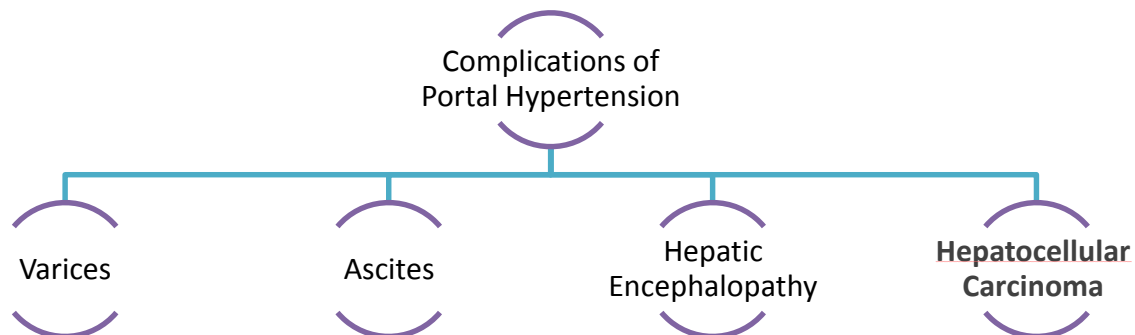 Complications of
Portal Hypertension
Varices
Ascites
Hepatic
Encephalopathy
Hepatocellular
Carcinoma